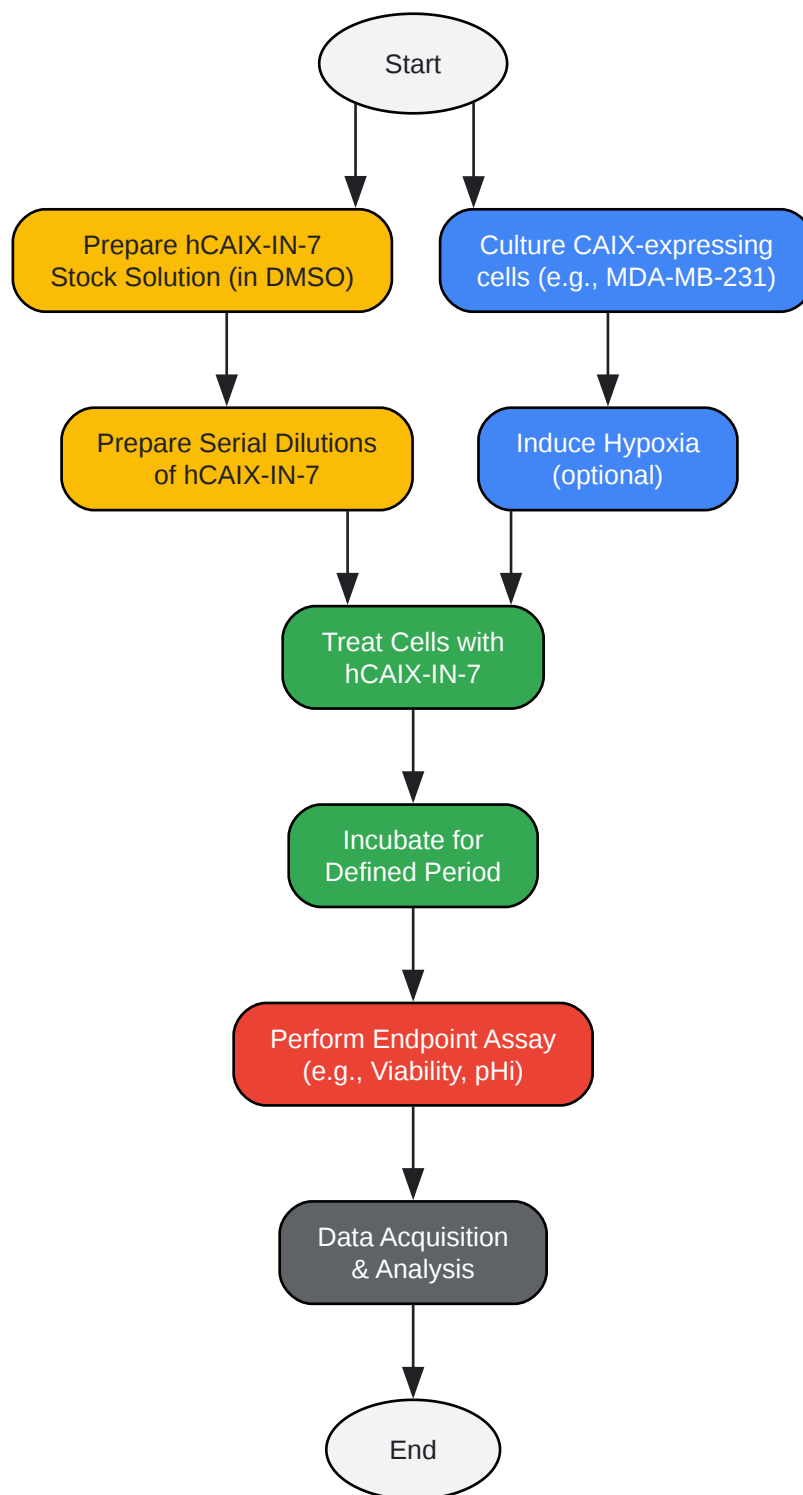 Start
Prepare hCAIX-IN-7
Stock Solution (in DMSO)
Culture CAIX-expressing
cells (e.g., MDA-MB-231)
Prepare Serial Dilutions
of hCAIX-IN-7
Induce Hypoxia
(optional)
Treat Cells with
hCAIX-IN-7
Incubate for
Defined Period
Perform Endpoint Assay
(e.g., Viability, pHi)
Data Acquisition
& Analysis
End